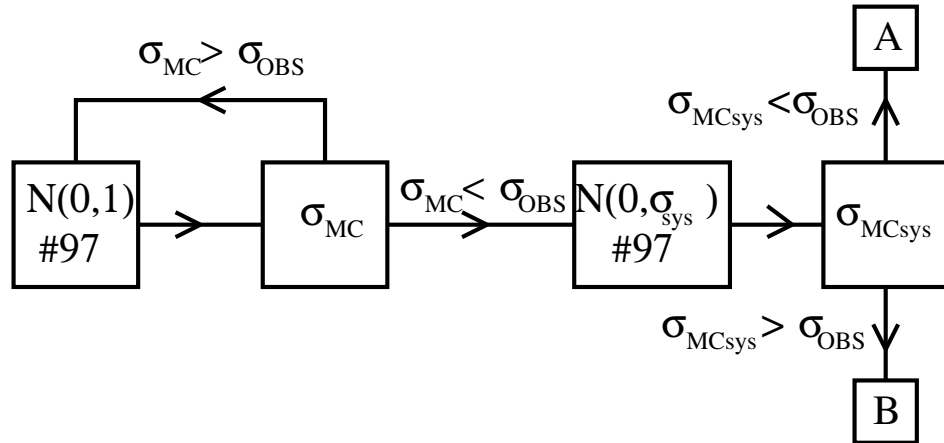 A
σMC > σOBS
σMCsys < σOBS
N(0,1)
#97
σMC
σMC < σOBS
N(0,σsys )
#97
σMCsys
σMCsys > σOBS
B